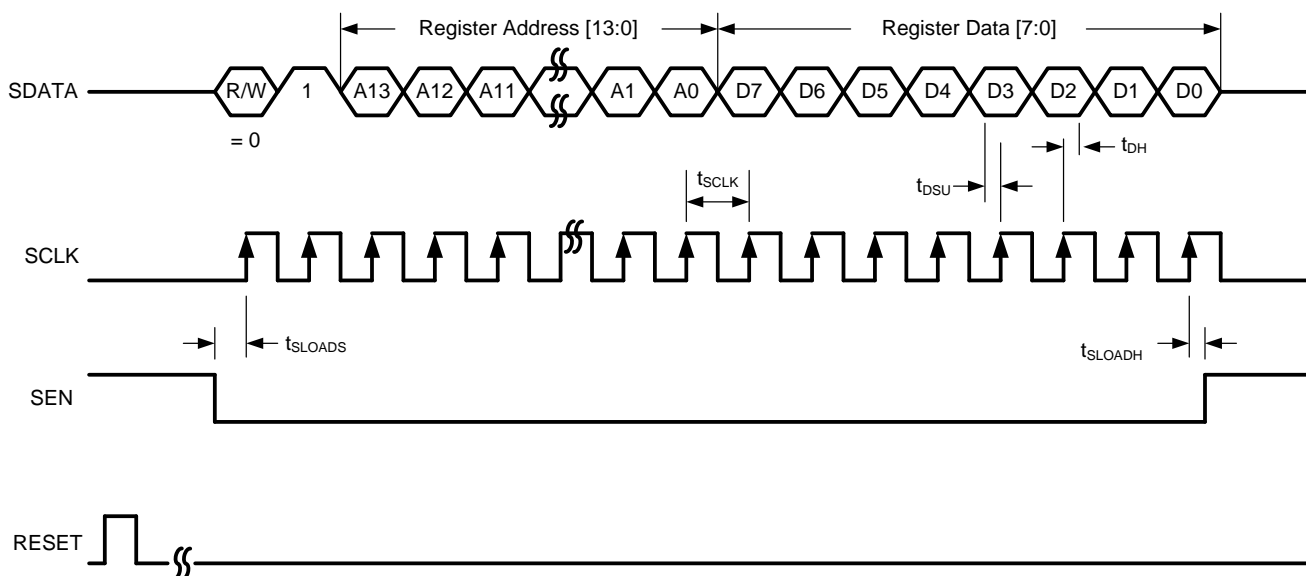 Register Address [13:0] Register Data [7:0]
SDATA R/W 1 A13 A12 A11 A1 A0 D7 D6 D5 D4 D3 D2 D1 D0
= 0
tDH
tSCLK
tDSU
SCLK
tSLOADS
tSLOADH
SEN
RESET